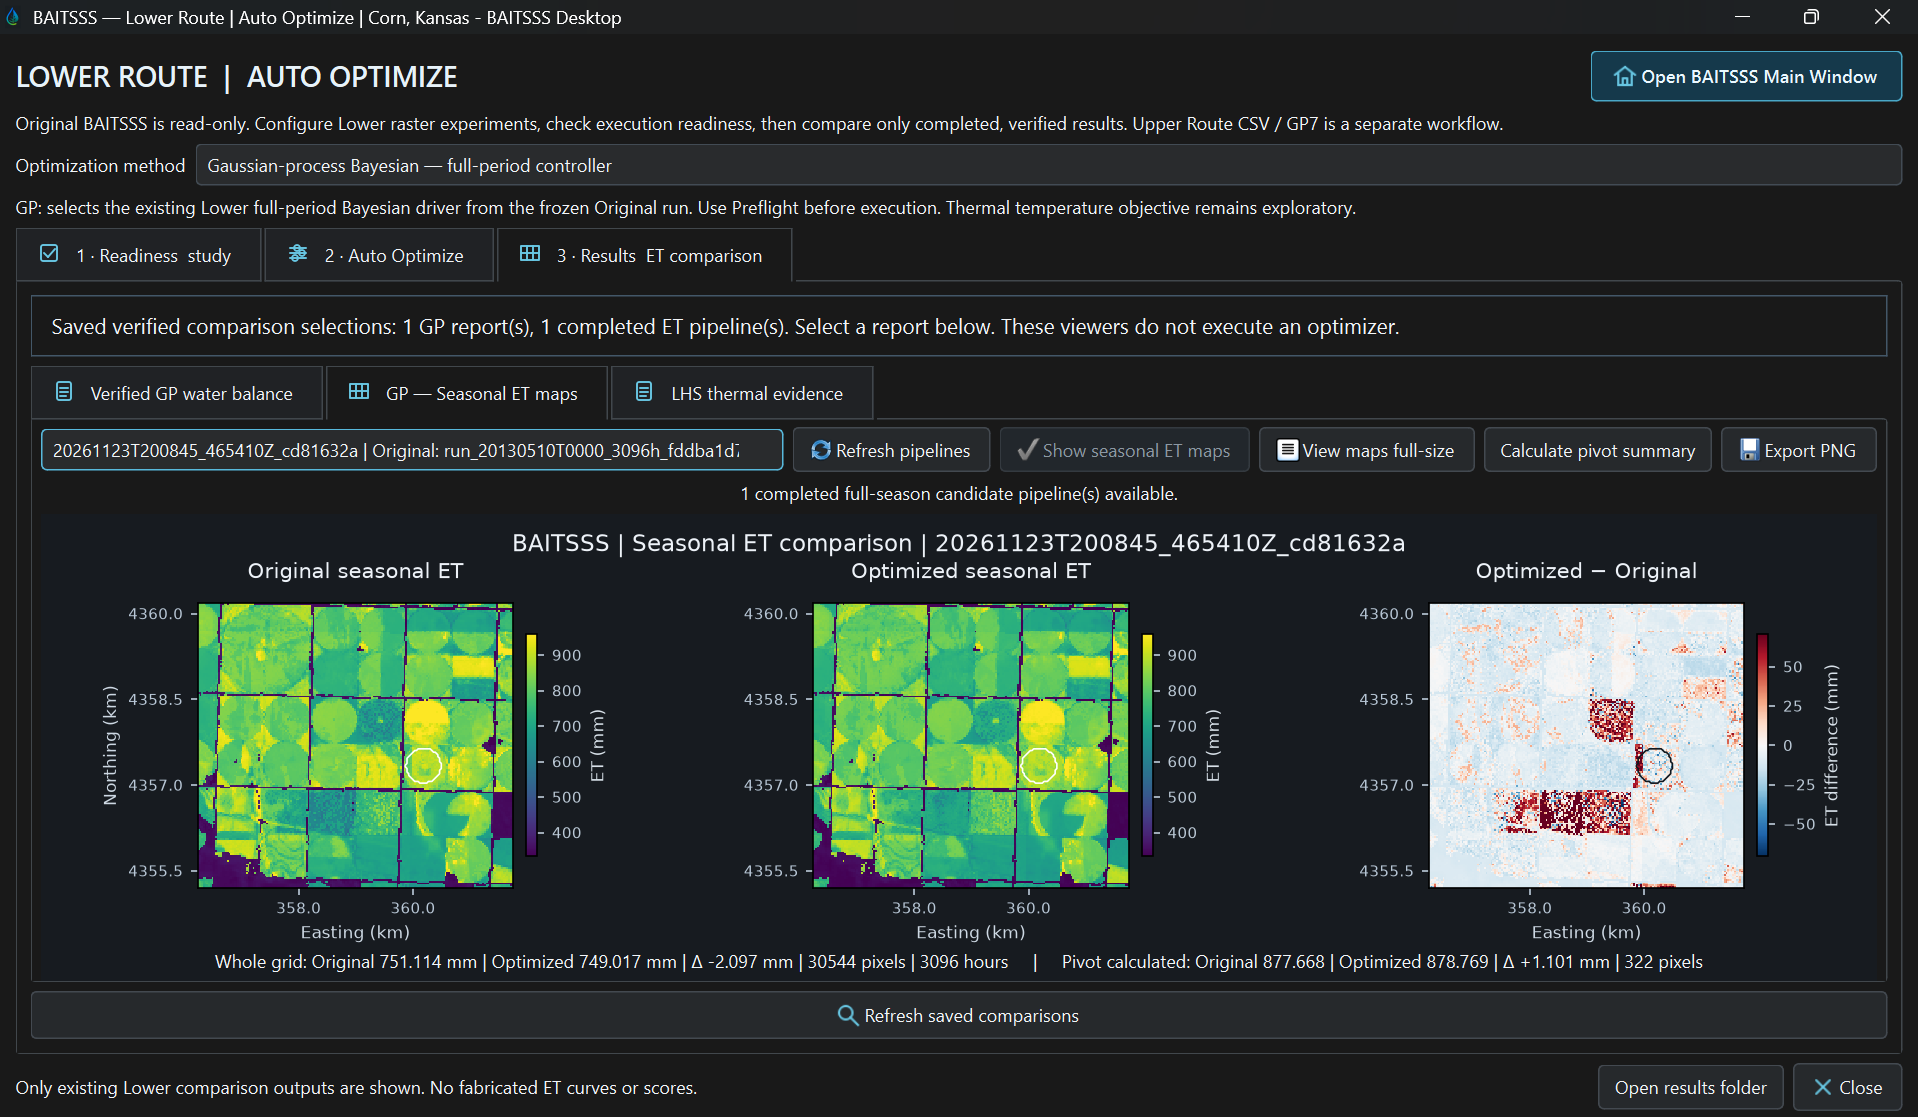 BAITSSS — Lower Route | Auto Optimize | Corn, Kansas - BAITSSS Desktop
LOWER ROUTE | AUTO OPTIMIZE
Open BAITSSS Main Window
Original BAITSSS is read-only. Configure Lower raster experiments, check execution readiness, then compare only completed, verified results. Upper Route CSV / GP7 is a separate workflow.
Optimization method
Gaussian-process Bayesian — full-period controller
GP: selects the existing Lower full-period Bayesian driver from the frozen Original run. Use Preflight before execution. Thermal temperature objective remains exploratory.
1 · Readiness study
2 · Auto Optimize
3 · Results ET comparison
Saved verified comparison selections: 1 GP report(s), 1 completed ET pipeline(s). Select a report below. These viewers do not execute an optimizer.
Verified GP water balance
GP — Seasonal ET maps
LHS thermal evidence
20261123T200845_465410Z_cd81632a | Original: run_20130510T0000_3096h_fddba1d
Refresh pipelines
Show seasonal ET maps
View maps full-size
Calculate pivot summary
Export PNG
1 completed full-season candidate pipeline(s) available.
BAITSSS | Seasonal ET comparison | 20261123T200845_465410Z_cd81632a
Original seasonal ET
Northing (km)
4360.0
4358.5
4357.0
4355.5
358.0
360.0
Easting (km)
900
800
700
600
500
400
ET (mm)
Optimized seasonal ET
4360.0
4358.5
4357.0
4355.5
358.0
360.0
Easting (km)
900
800
700
600
500
400
ET (mm)
Optimized − Original
4360.0
4358.5
4357.0
4355.5
358.0
360.0
Easting (km)
50
25
0
−25
−50
ET difference (mm)
Whole grid: Original 751.114 mm | Optimized 749.017 mm | Δ -2.097 mm | 30544 pixels | 3096 hours | Pivot calculated: Original 877.668 | Optimized 878.769 | Δ +1.101 mm | 322 pixels
Refresh saved comparisons
Only existing Lower comparison outputs are shown. No fabricated ET curves or scores.
Open results folder
Close